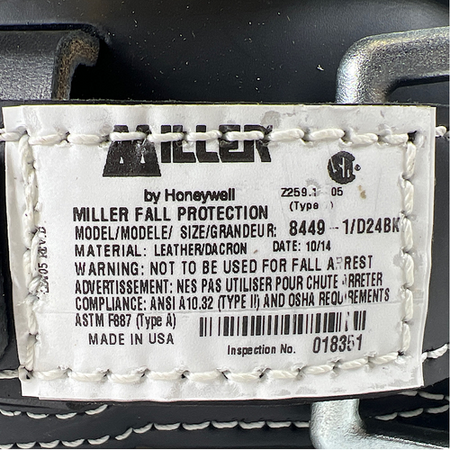 MILLER
by Honeywell
Z259.1 05
(Type
MILLER FALL PROTECTION
MODEL/MODELE/ SIZE/GRANDEUR: 8449 -1/D24BK
MATERIAL: LEATHER/DACRON DATE: 10/14
WARNING: NOT TO BE USED FOR FALL ARREST
ADVERTISSEMENT: NES PAS UTILISER POUR CHUTE ARRETER
COMPLIANCE: ANSI A10.32 (TYPE II) AND OSHA REQUIREMENTS
ASTM F887 (Type A)
MADE IN USA
Inspection No. 018351